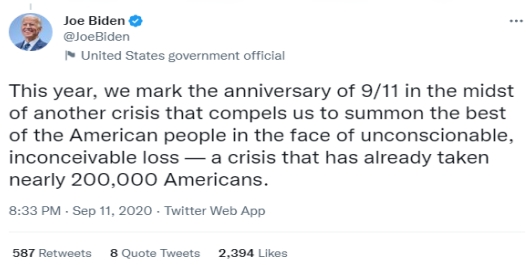 Joe Biden
@JoeBiden
United States government official
This year, we mark the anniversary of 9/11 in the midst
of another crisis that compels us to summon the best
of the American people in the face of unconscionable,
inconceivable loss — a crisis that has already taken
nearly 200,000 Americans.
8:33 PM · Sep 11, 2020 · Twitter Web App
587 Retweets 8 Quote Tweets 2,394 Likes